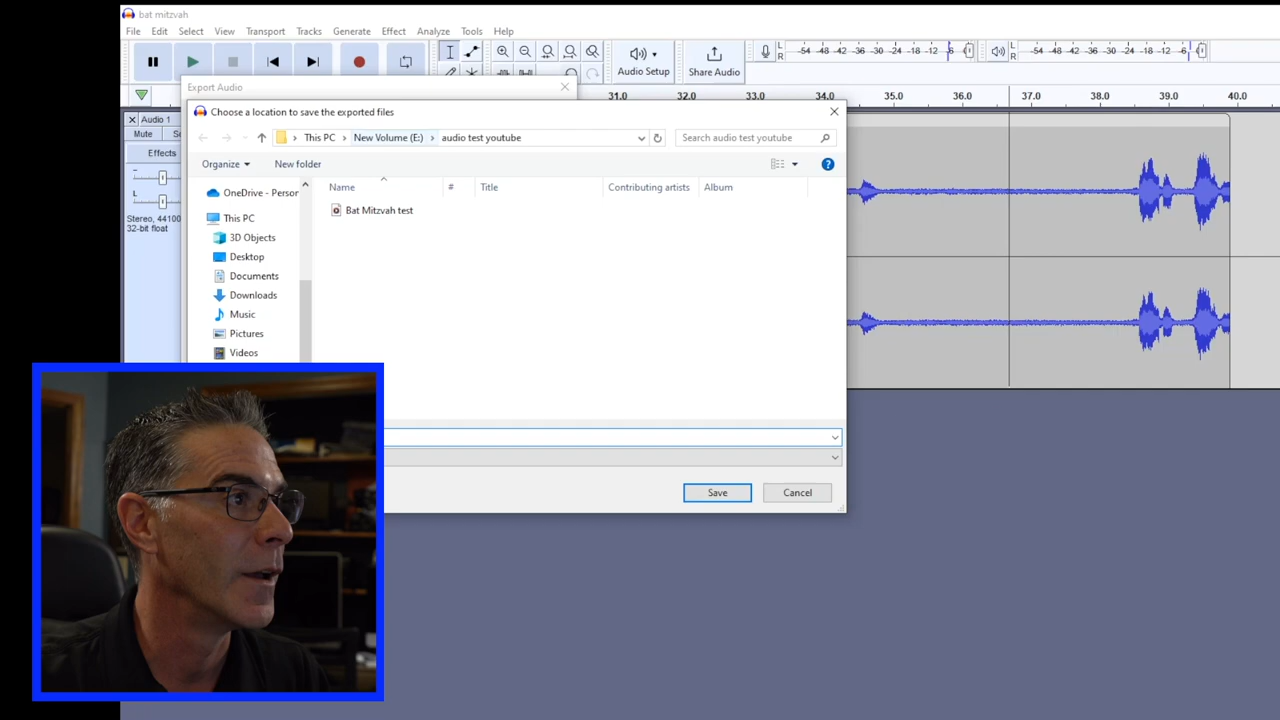 bat mitzvah
File Edit Select View Transport Tracks Generate Effect Analyze Tools Help
Audio Setup
Share Audio
L
R
-54 -48 -42 -36 -30 -24 -18 -12 -6
L
R
-54 -48 -42 -36 -30 -24 -18 -12 -6
Export Audio
31.0 32.0 33.0 34.0 35.0 36.0 37.0 38.0 39.0 40.0
Choose a location to save the exported files
Audio 1
Mute
Effects
L
Stereo, 44100
32-bit float
This PC New Volume (E:) audio test youtube
Search audio test youtube
Organize New folder
Name # Title Contributing artists Album
OneDrive - Person
This PC
3D Objects
Desktop
Documents
Downloads
Music
Pictures
Videos
Bat Mitzvah test
Save Cancel